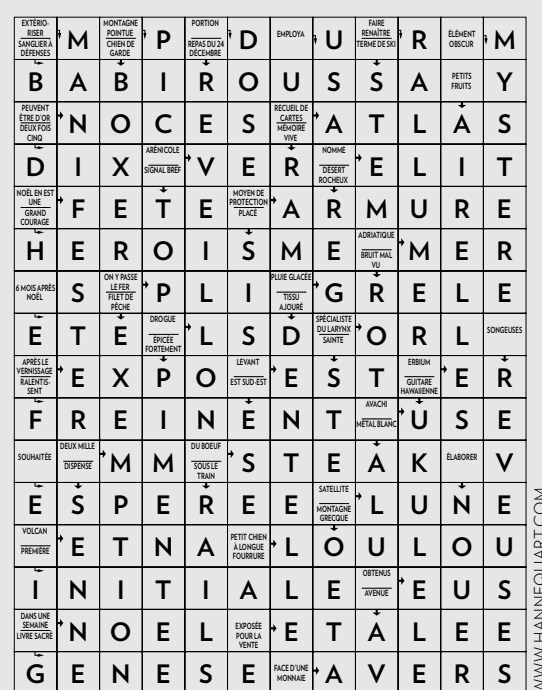 EXTÉRIO-
RISER
SANGLIER À
DÉFENSES
M
MONTAGNE
POINTUE
CHIEN DE
GARDE
P
PORTION
REPAS DU 24
DÉCEMBRE
D
EMPLOYA
U
FAIRE
RENAÎTRE
TERME DE SKI
R
ÉLÉMENT
OBSCUR
M
B A B I R O U S S A
PETITS
FRUITS
Y
PEUVENT
ÊTRE D'OR
DEUX FOIS
CINQ
N O C E S
RECUEIL DE
CARTES
MÉMOIRE
VIVE
A T L A S
D I X
ARÉNICOLE
SIGNAL BREF
V E R
NOMME
DÉSERT
ROCHEUX
E L I T
NOËL EN EST
UNE
GRAND
COURAGE
F E T E
MOYEN DE
PROTECTION
PLACÉ
A R M U R E
H E R O I S M E
ADRIATIQUE
BRUIT MAL
VU
M E R
6 MOIS APRÈS
NOËL
S
ON Y PASSE
LE FER
FILET DE
PÊCHE
P L I
PLUIE GLACÉE
TISSU
AJOURÉ
G R E L E
E T E
DROGUE
ÉPICÉE
FORTEMENT
L S D
SPÉCIALISTE
DU LARYNX
SAINTE
O R L
SONGEUSES
APRÈS LE
VERNISSAGE
RALENTIS-
SENT
E X P O
LEVANT
EST SUD-EST
E S T
ERBIUM
GUITARE
HAWAIIENNE
E R
F R E I N E N T
AVACHI
MÉTAL BLANC
U S E
SOUHAITÉE
DEUX MILLE
DISPENSE
M M
DU BOEUF
SOUS LE
TRAIN
S T E A K
ÉLABORER
V
E S P E R E E
SATELLITE
MONTAGNE
GRECQUE
L U N E
VOLCAN
PREMIÈRE
E T N A
PETIT CHIEN
À LONGUE
FOURRURE
L O U L O U
I N I T I A L E
OBTENUS
AVENUE
E U S
DANS UNE
SEMAINE
LIVRE SACRÉ
N O E L
EXPOSÉE
POUR LA
VENTE
E T A L E E
G E N E S E
FACE D'UNE
MONNAIE
A V E R S
WWW.HANNEQUART.COM